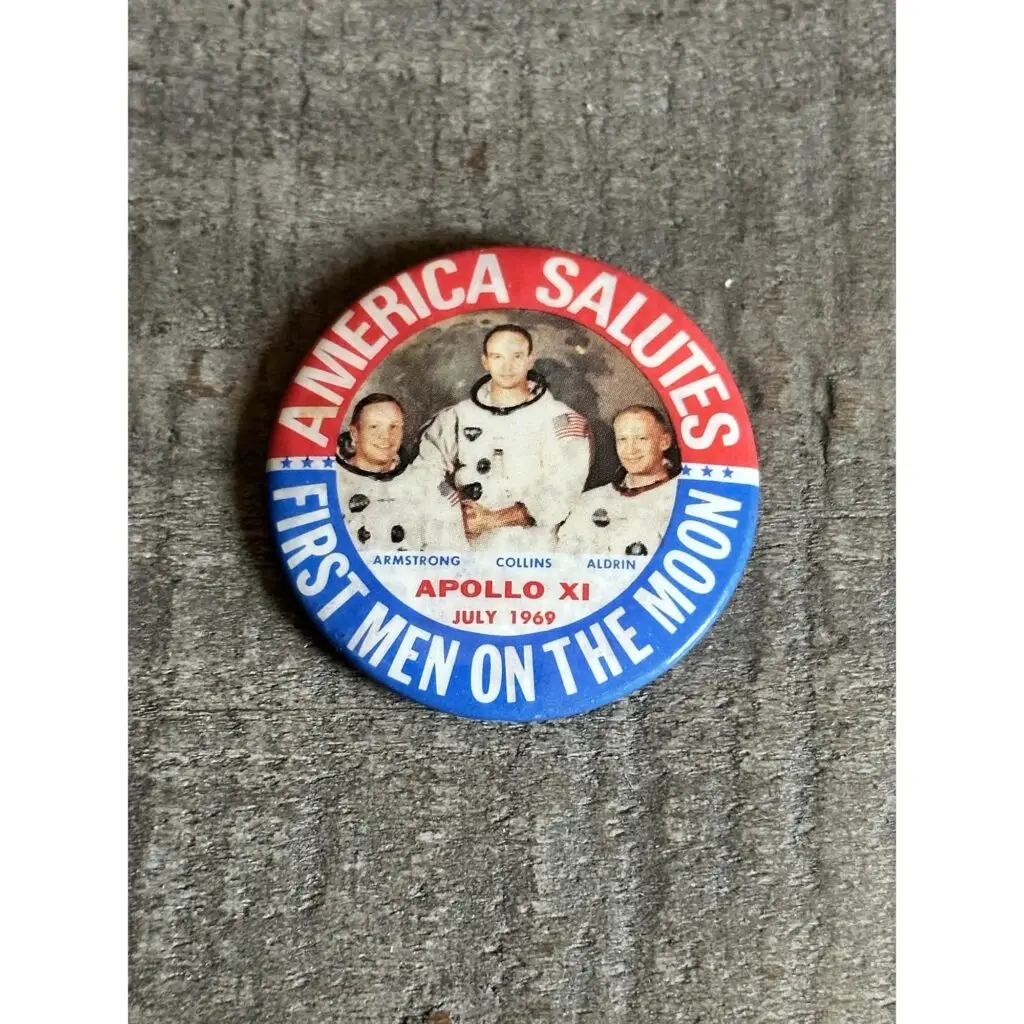 AMERICA SALUTES
ARMSTRONG COLLINS ALDRIN
APOLLO XI
JULY 1969
FIRST MEN ON THE MOON